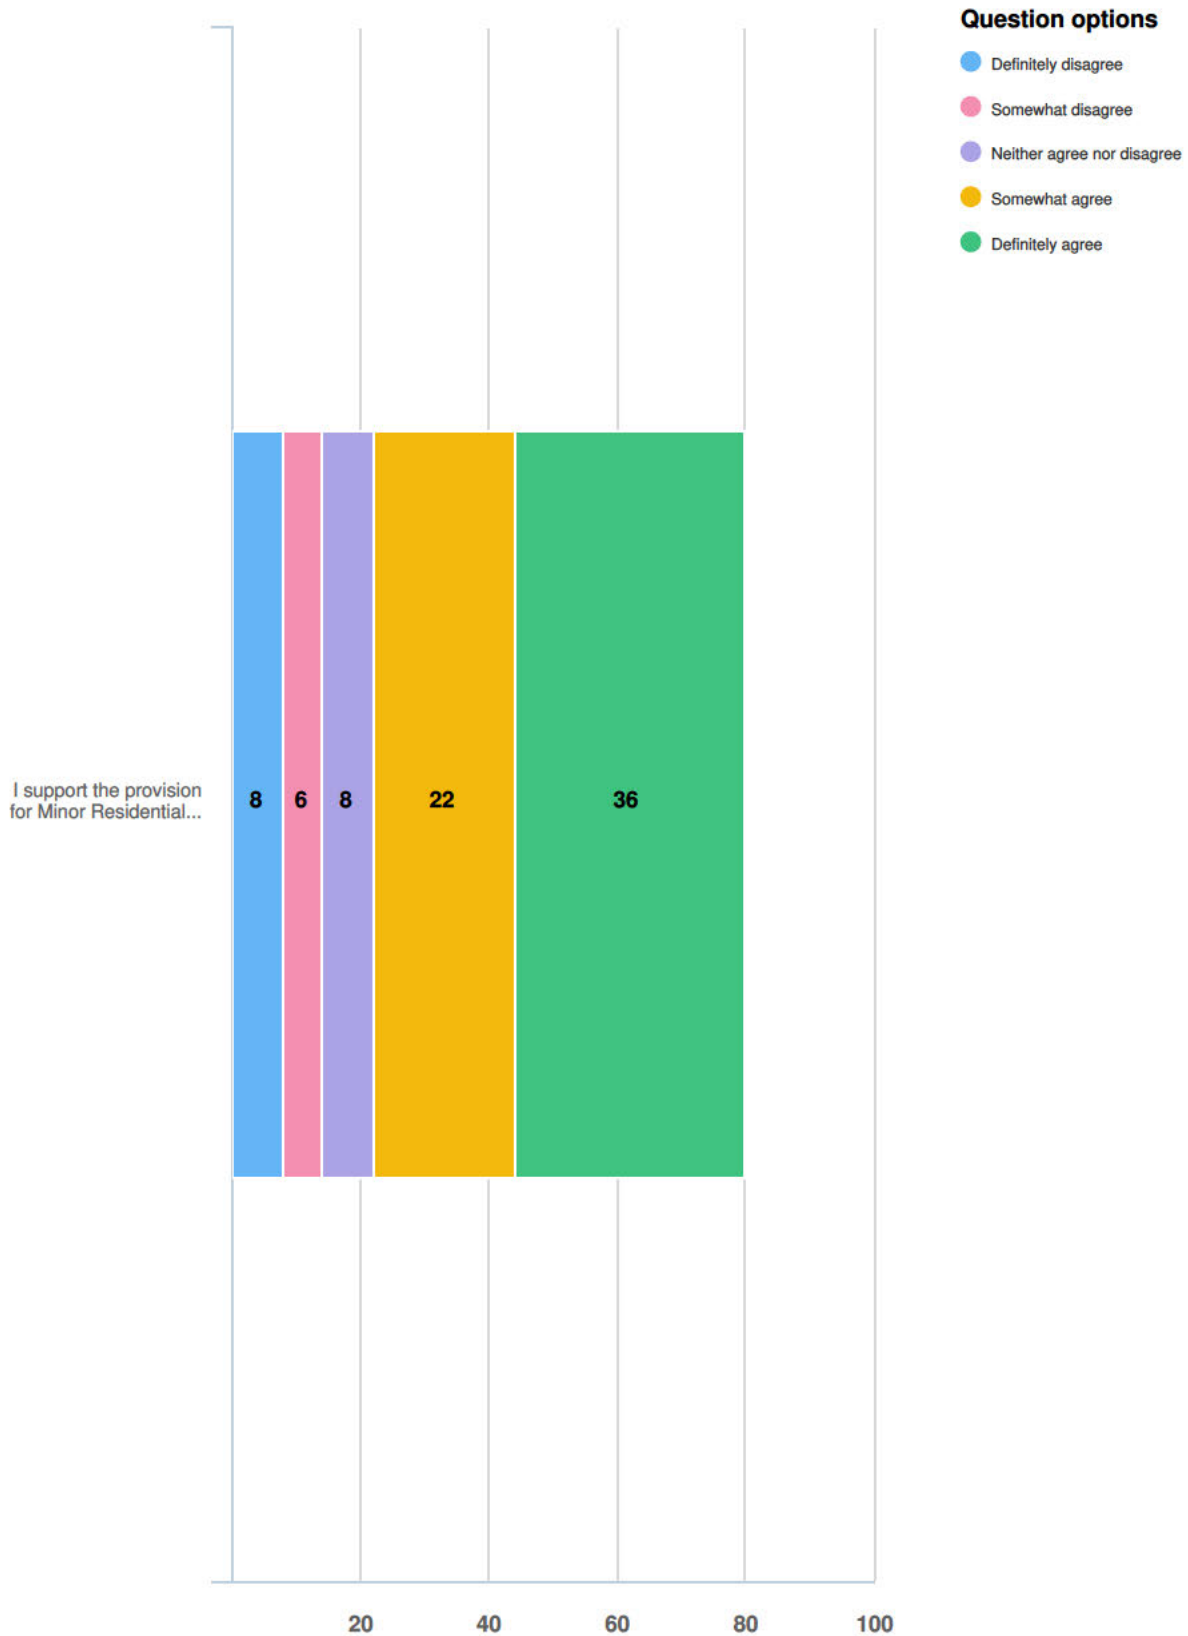 Question options
Definitely disagree
Somewhat disagree
Neither agree nor disagree
Somewhat agree
Definitely agree
I support the provision
for Minor Residential...
8 6 8 22 36
20 40 60 80 100